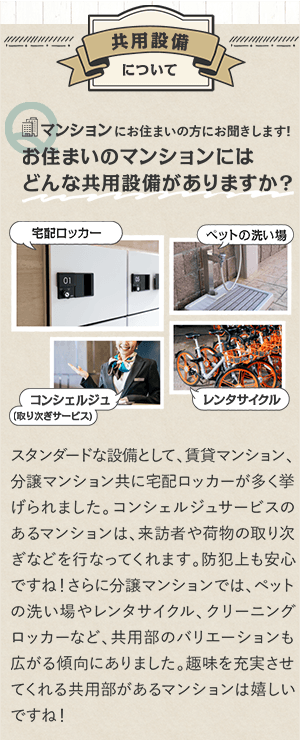 共用設備
について
マンションにお住まいの方にお聞きします!
お住まいのマンションには
どんな共用設備がありますか?
宅配ロッカー
ペットの洗い場
01
コンシェルジュ
(取り次ぎサービス)
レンタサイクル
スタンダードな設備として、賃貸マンション、
分譲マンション共に宅配ロッカーが多く挙
げられました。コンシェルジュサービスの
あるマンションは、来訪者や荷物の取り次
ぎなどを行なってくれます。防犯上も安心
ですね!さらに分譲マンションでは、ペット
の洗い場やレンタサイクル、クリーニング
ロッカーなど、共用部のバリエーションも
広がる傾向にありました。趣味を充実させ
てくれる共用部があるマンションは嬉しい
ですね!